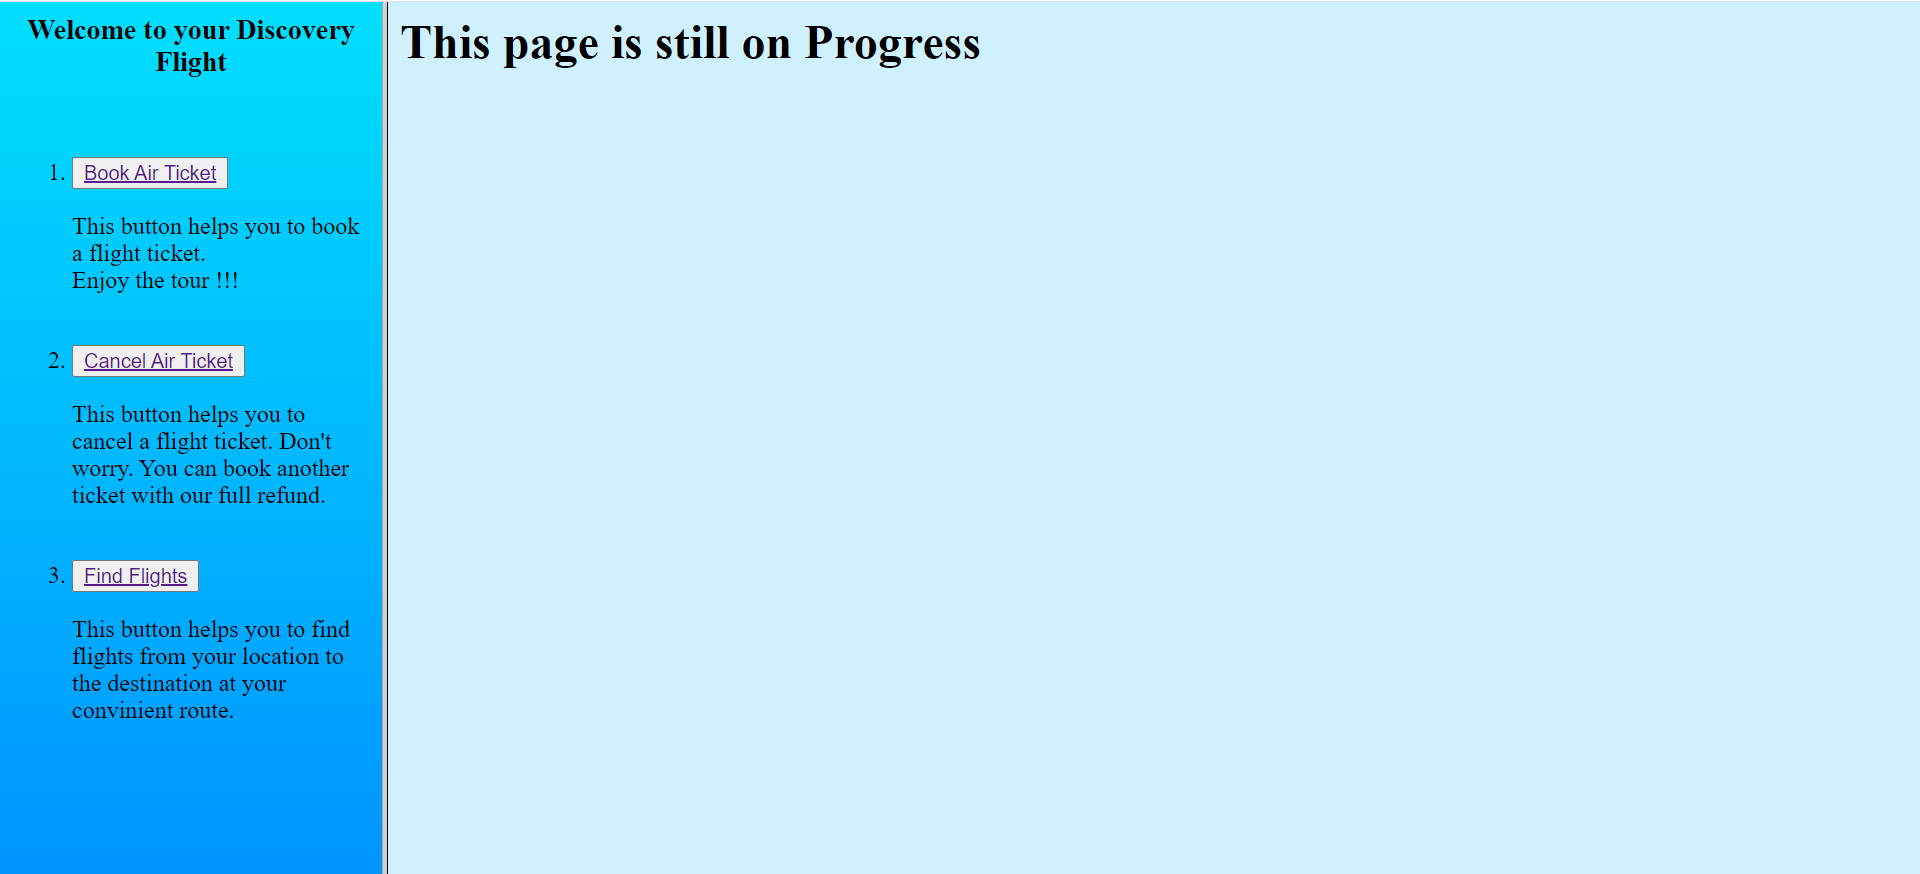 Welcome to your Discovery
Flight
1. Book Air Ticket
This button helps you to book
a flight ticket.
Enjoy the tour !!!
2. Cancel Air Ticket
This button helps you to
cancel a flight ticket. Don't
worry. You can book another
ticket with our full refund.
3. Find Flights
This button helps you to find
flights from your location to
the destination at your
convinient route.
This page is still on Progress